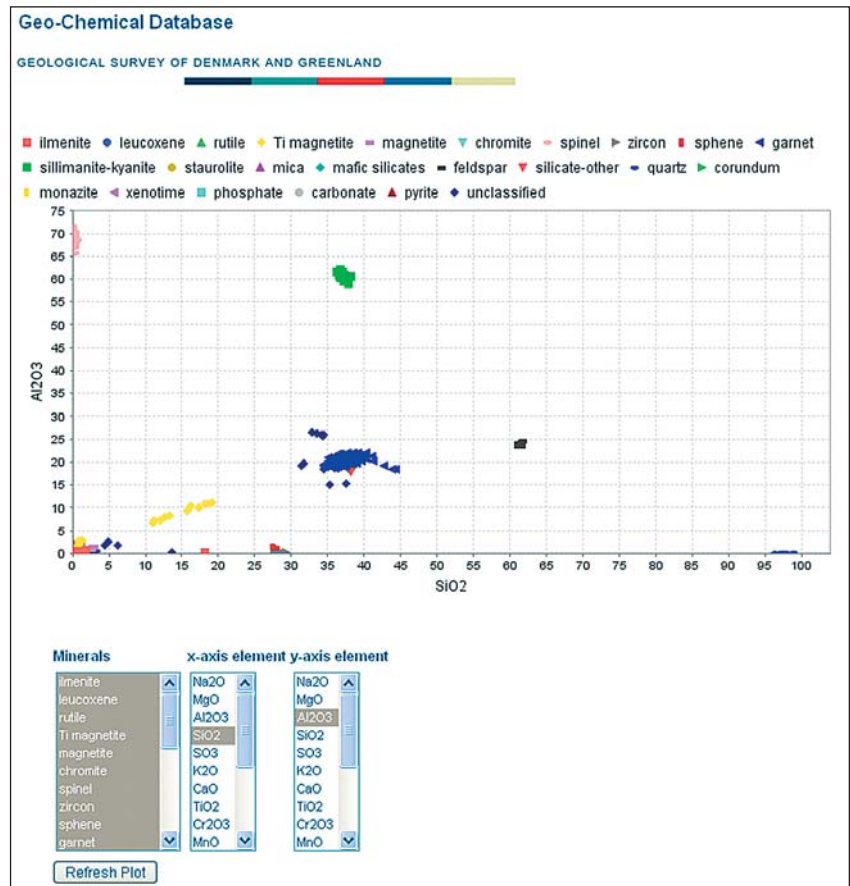 Geo-Chemical Database
GEOLOGICAL SURVEY OF DENMARK AND GREENLAND
ilmenite leucoxene rutile Ti magnetite magnetite chromite spinel zircon sphene garnet
sillimanite-kyanite staurolite mica mafic silicates feldspar silicate-other quartz corundum
monazite xenotime phosphate carbonate pyrite unclassified
75
70
65
60
55
50
45
40
35
30
25
20
15
10
5
0
Al2O3
0 5 10 15 20 25 30 35 40 45 50 55 60 65 70 75 80 85 90 95 100
SiO2
Minerals x-axis element y-axis element
ilmenite Na2O Na2O
leucoxene MgO MgO
rutile Al2O3 Al2O3
Ti magnetite SiO2 SiO2
magnetite SO3 SO3
chromite K2O K2O
spinel CaO CaO
zircon TiO2 TiO2
sphene Cr2O3 Cr2O3
garnet MnO MnO
Refresh Plot